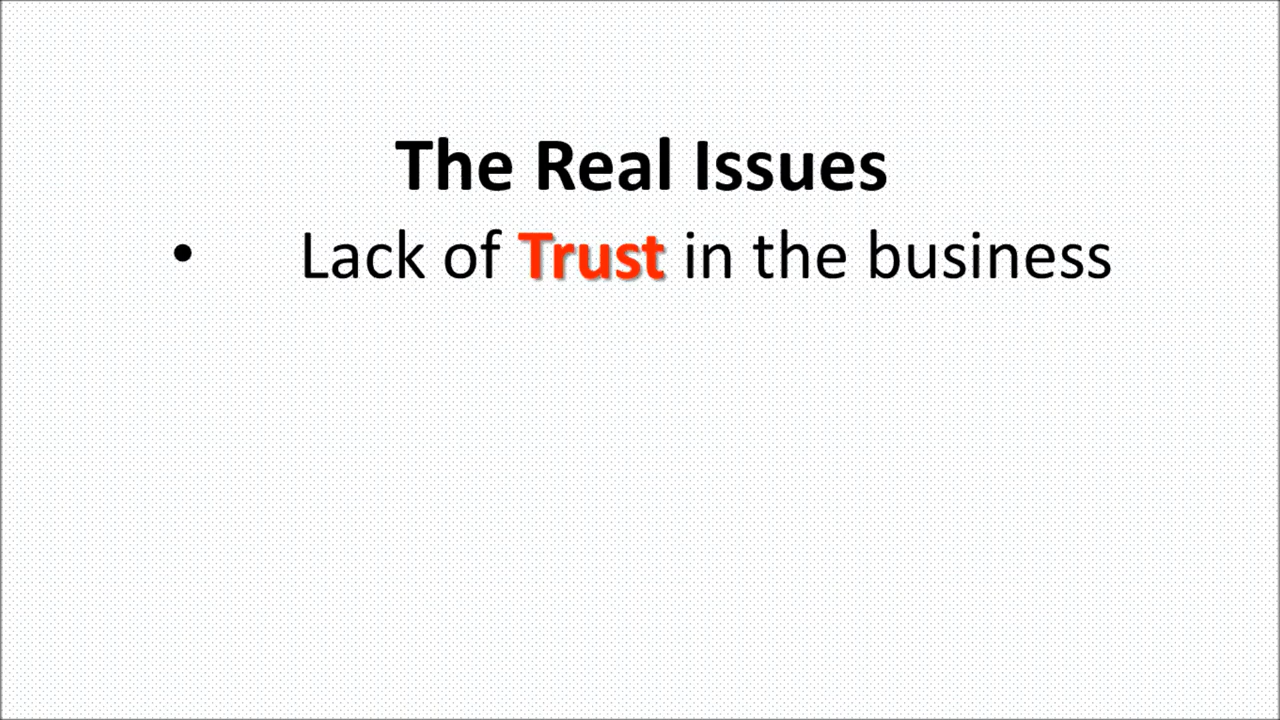 The Real Issues
• Lack of Trust in the business